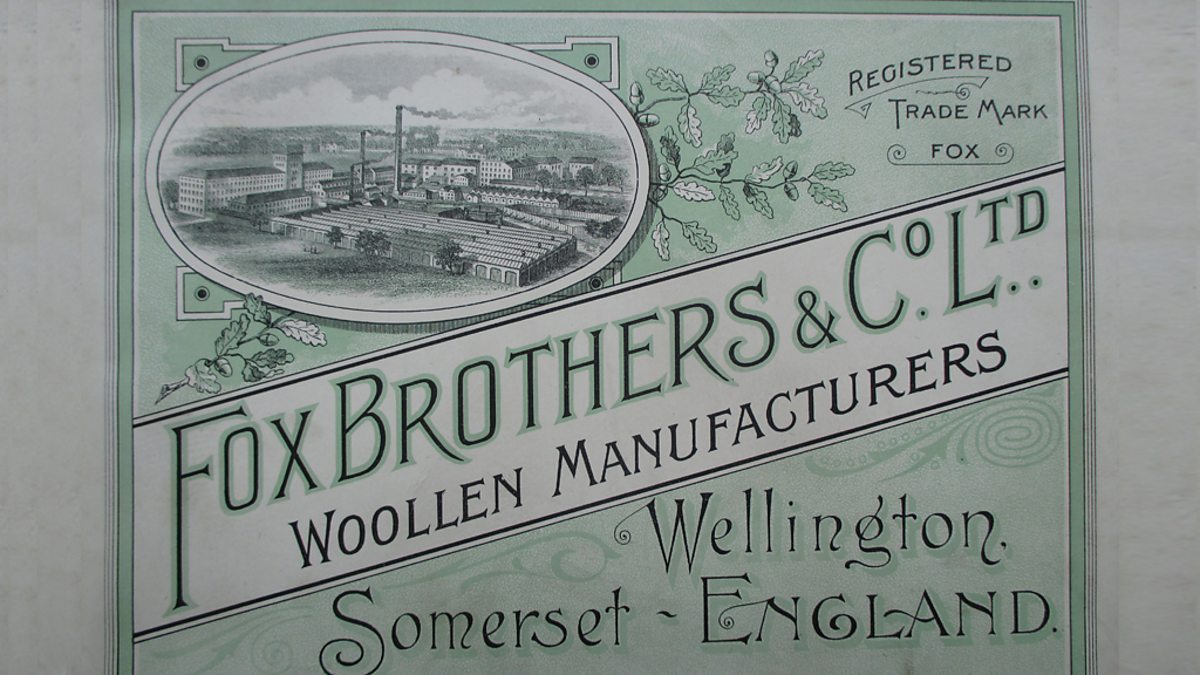 REGISTERED
TRADE MARK
FOX
FOX BROTHERS & Co. LTD..
WOOLLEN MANUFACTURERS
Wellington,
Somerset ~ ENGLAND.